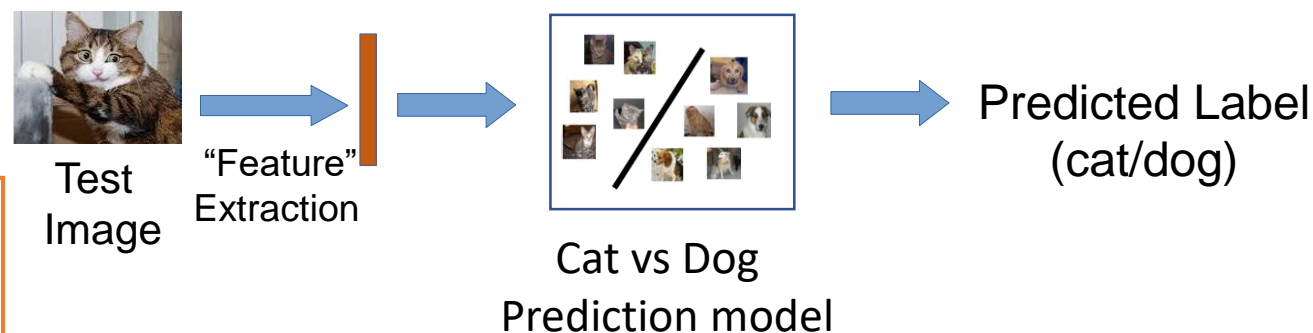 Test
Image
“Feature”
Extraction
Cat vs Dog
Prediction model
Predicted Label
(cat/dog)